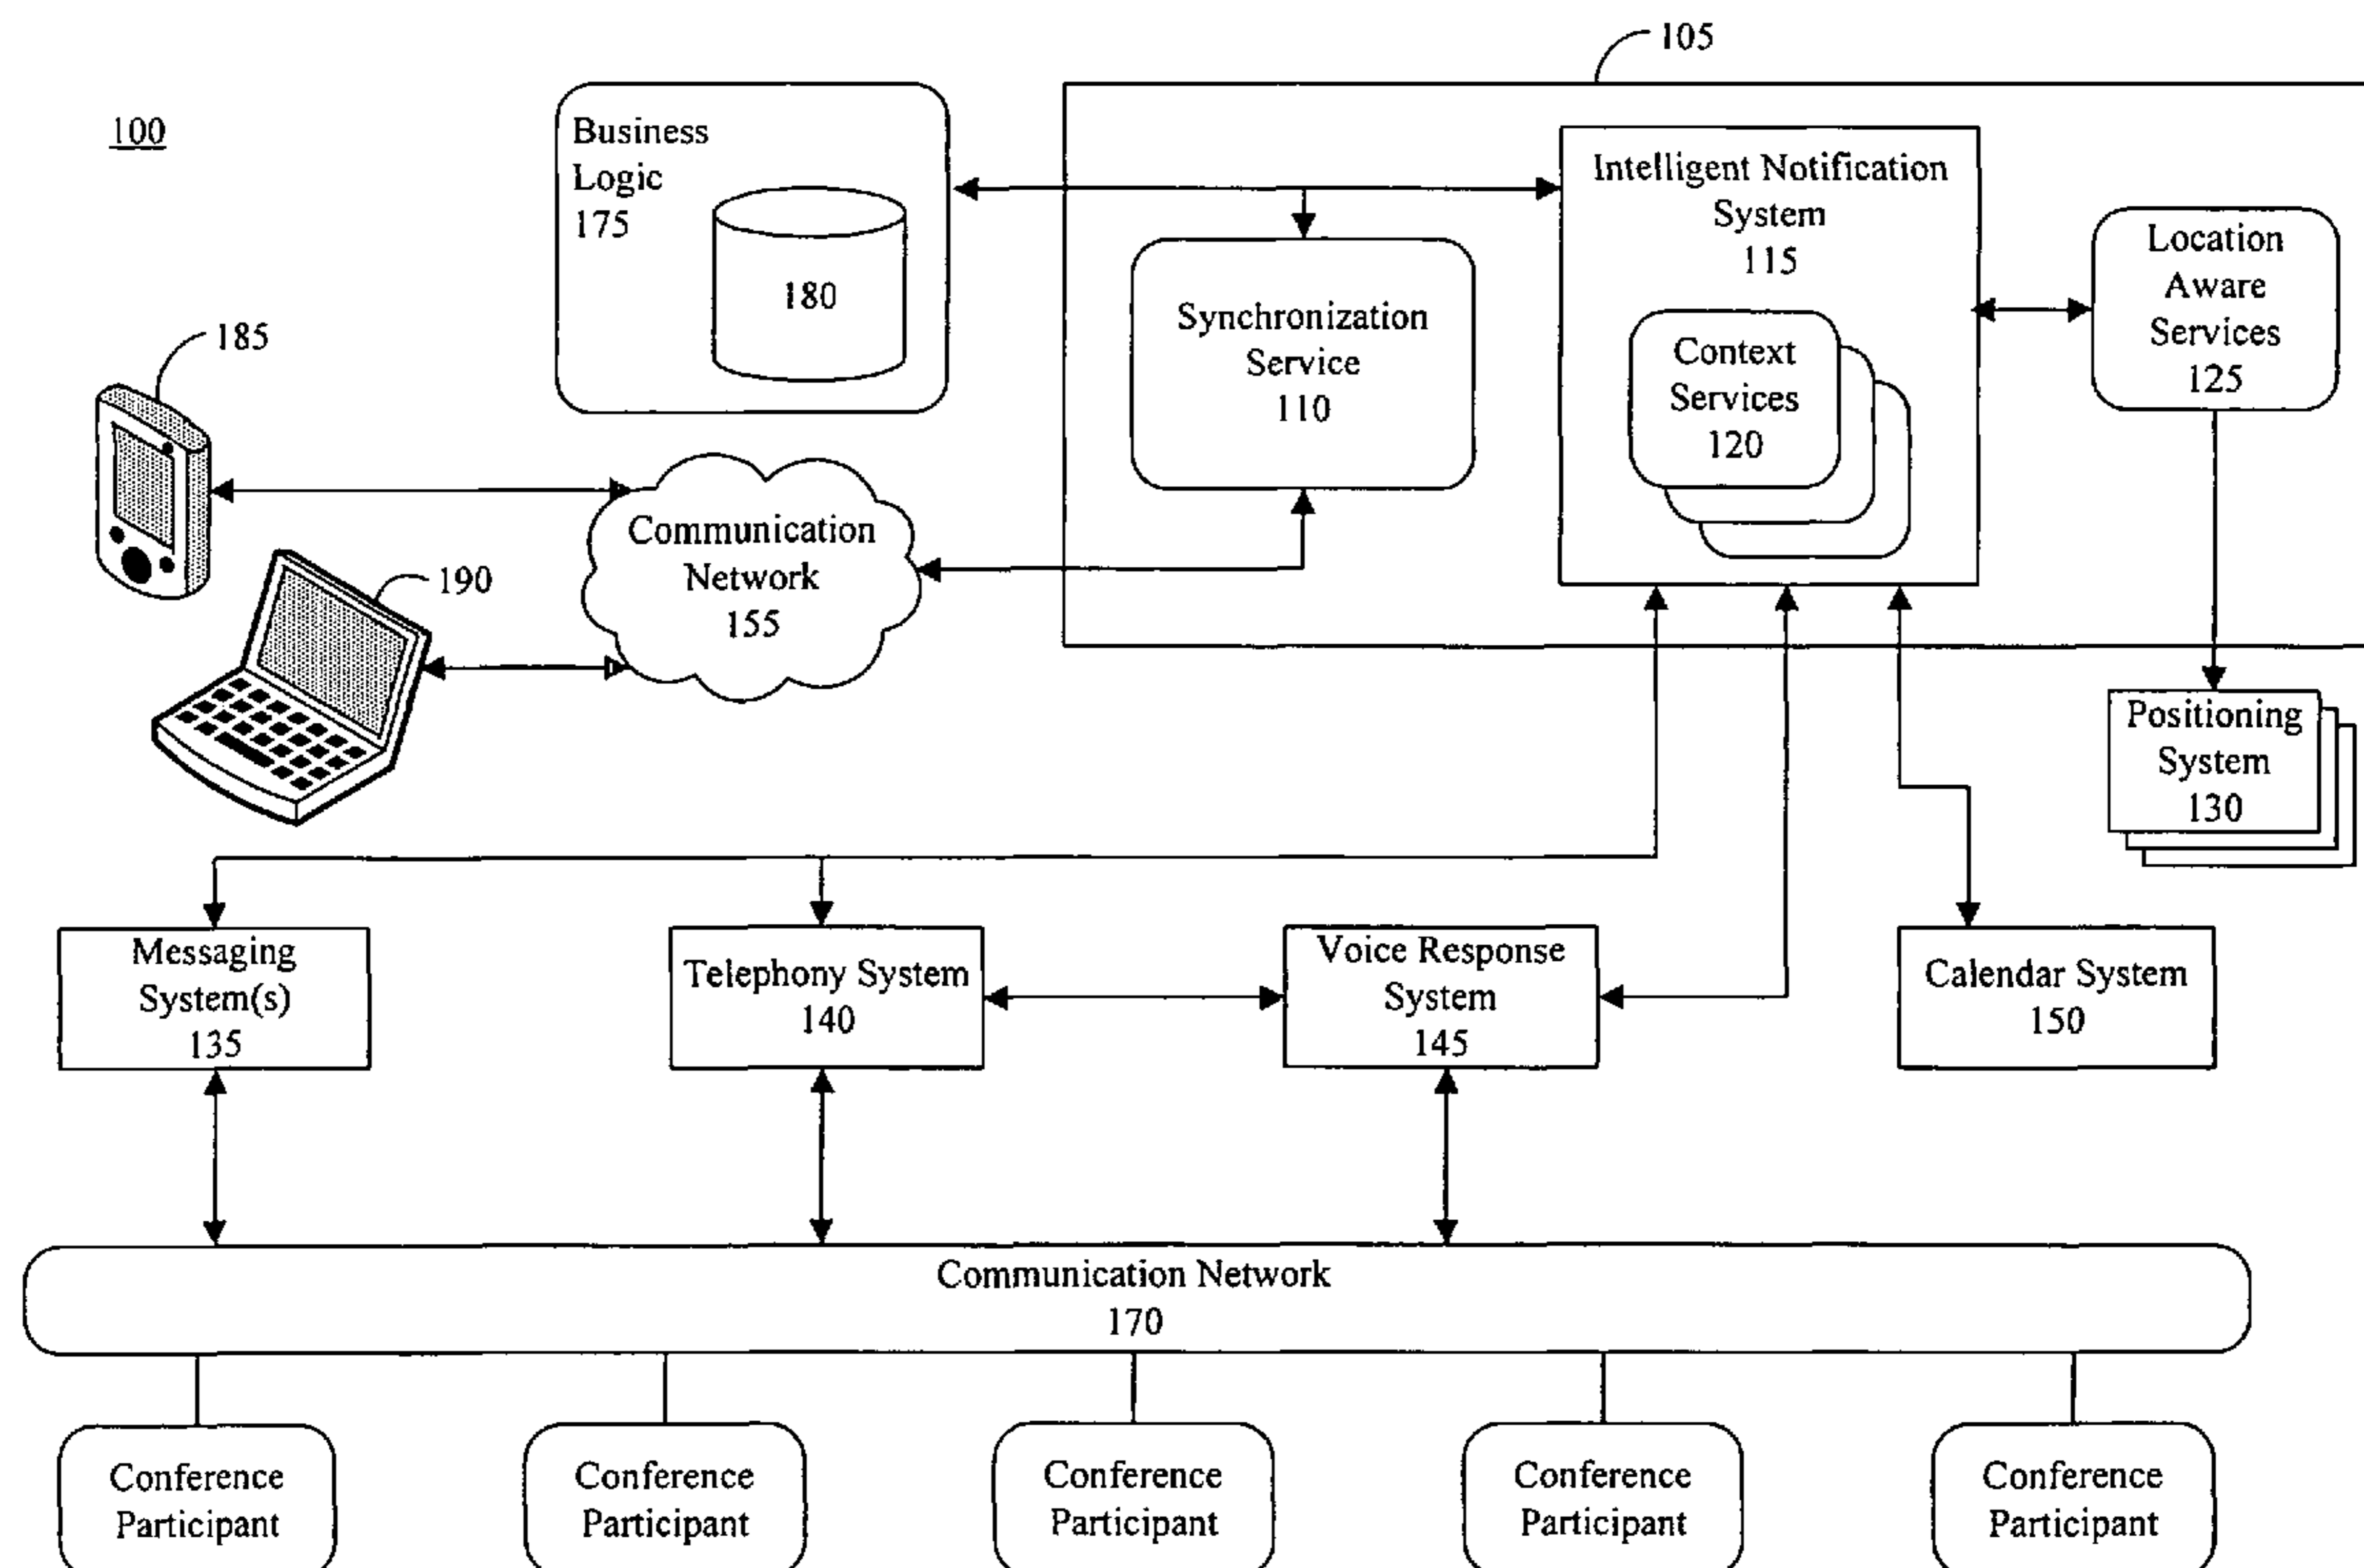 105
100
Business
Logic
175
180
Intelligent Notification
System
115
Context
Services
120
Location
Aware
Services
125
Synchronization
Service
110
185
190
Communication
Network
155
Positioning
System
130
Messaging
System(s)
135
Telephony System
140
Voice Response
System
145
Calendar System
150
Communication Network
170
Conference
Participant
Conference
Participant
Conference
Participant
Conference
Participant
Conference
Participant